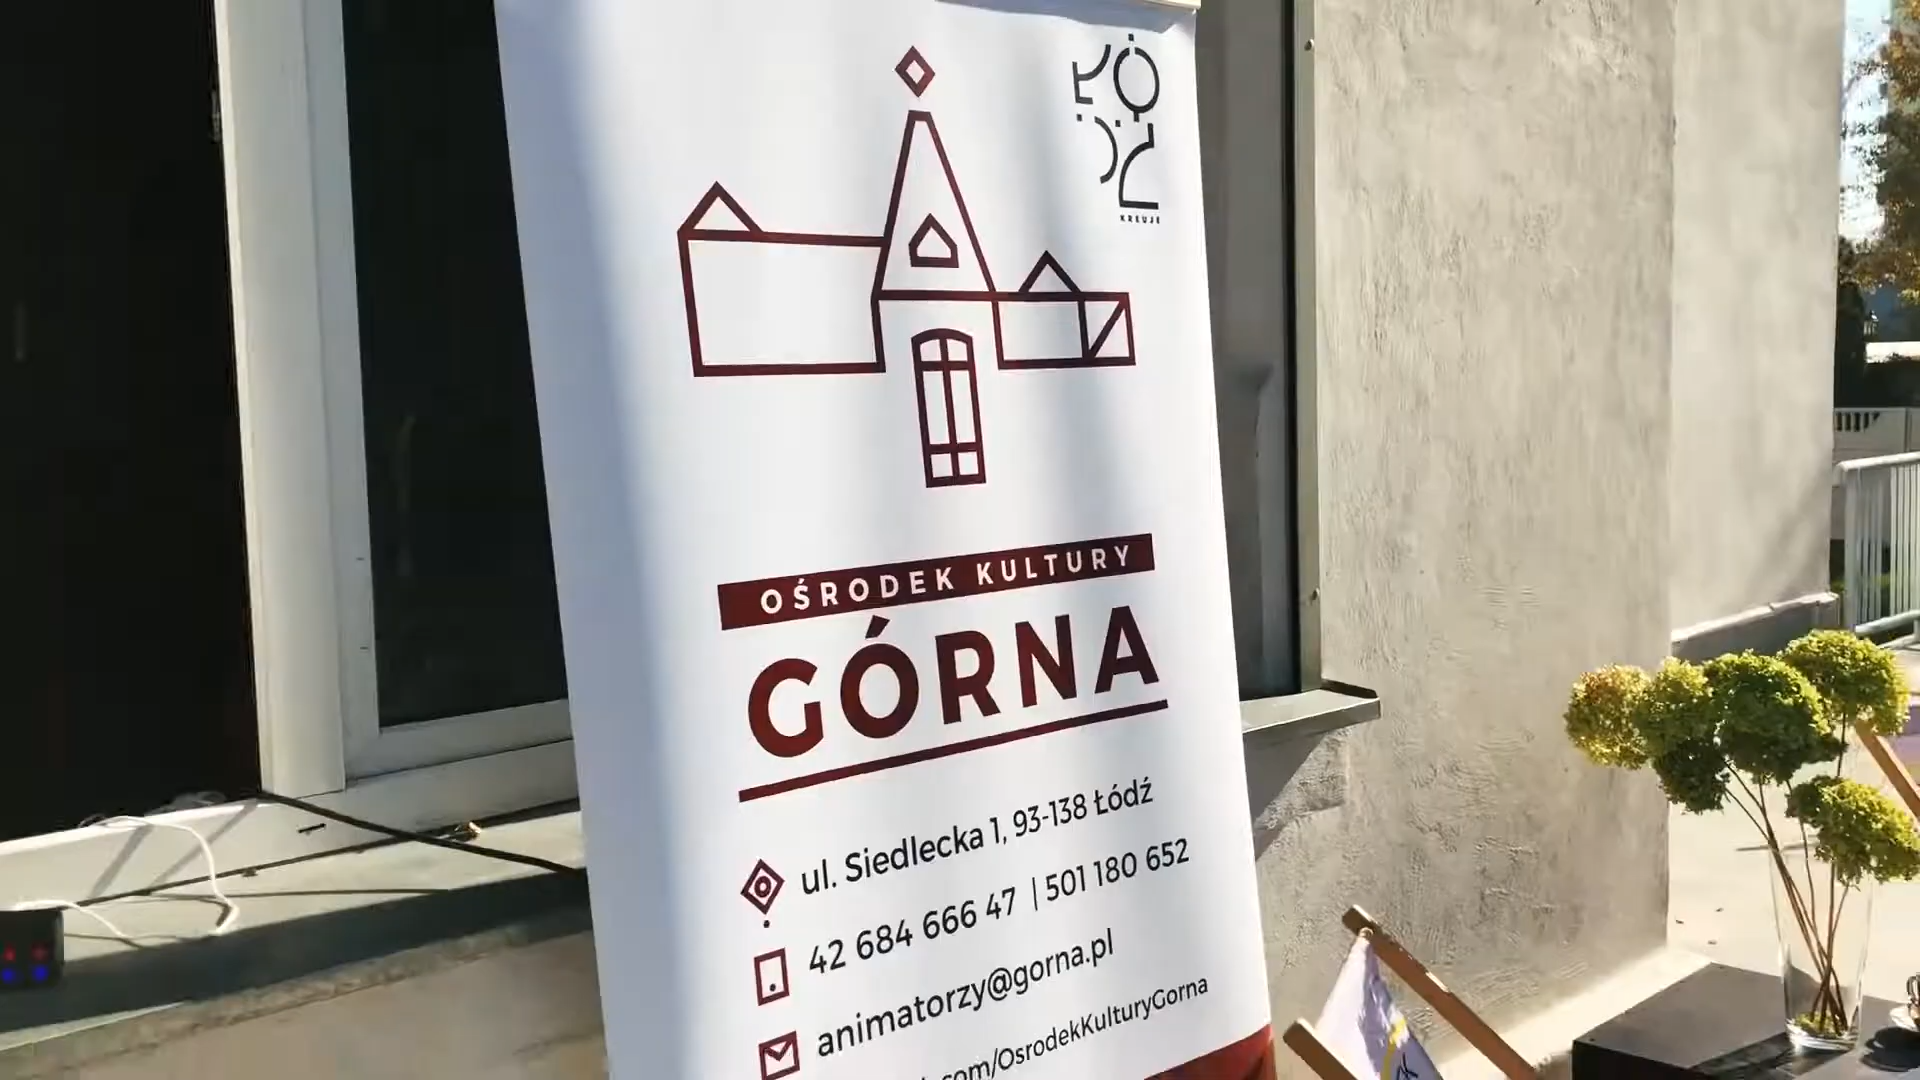 ŁÓDŹ
KREUJE
OŚRODEK KULTURY
GÓRNA
ul. Siedlecka 1, 93-138 Łódź
42 684 666 47 | 501 180 652
animatorzy@gorna.pl
.com/OsrodekKulturyGorna